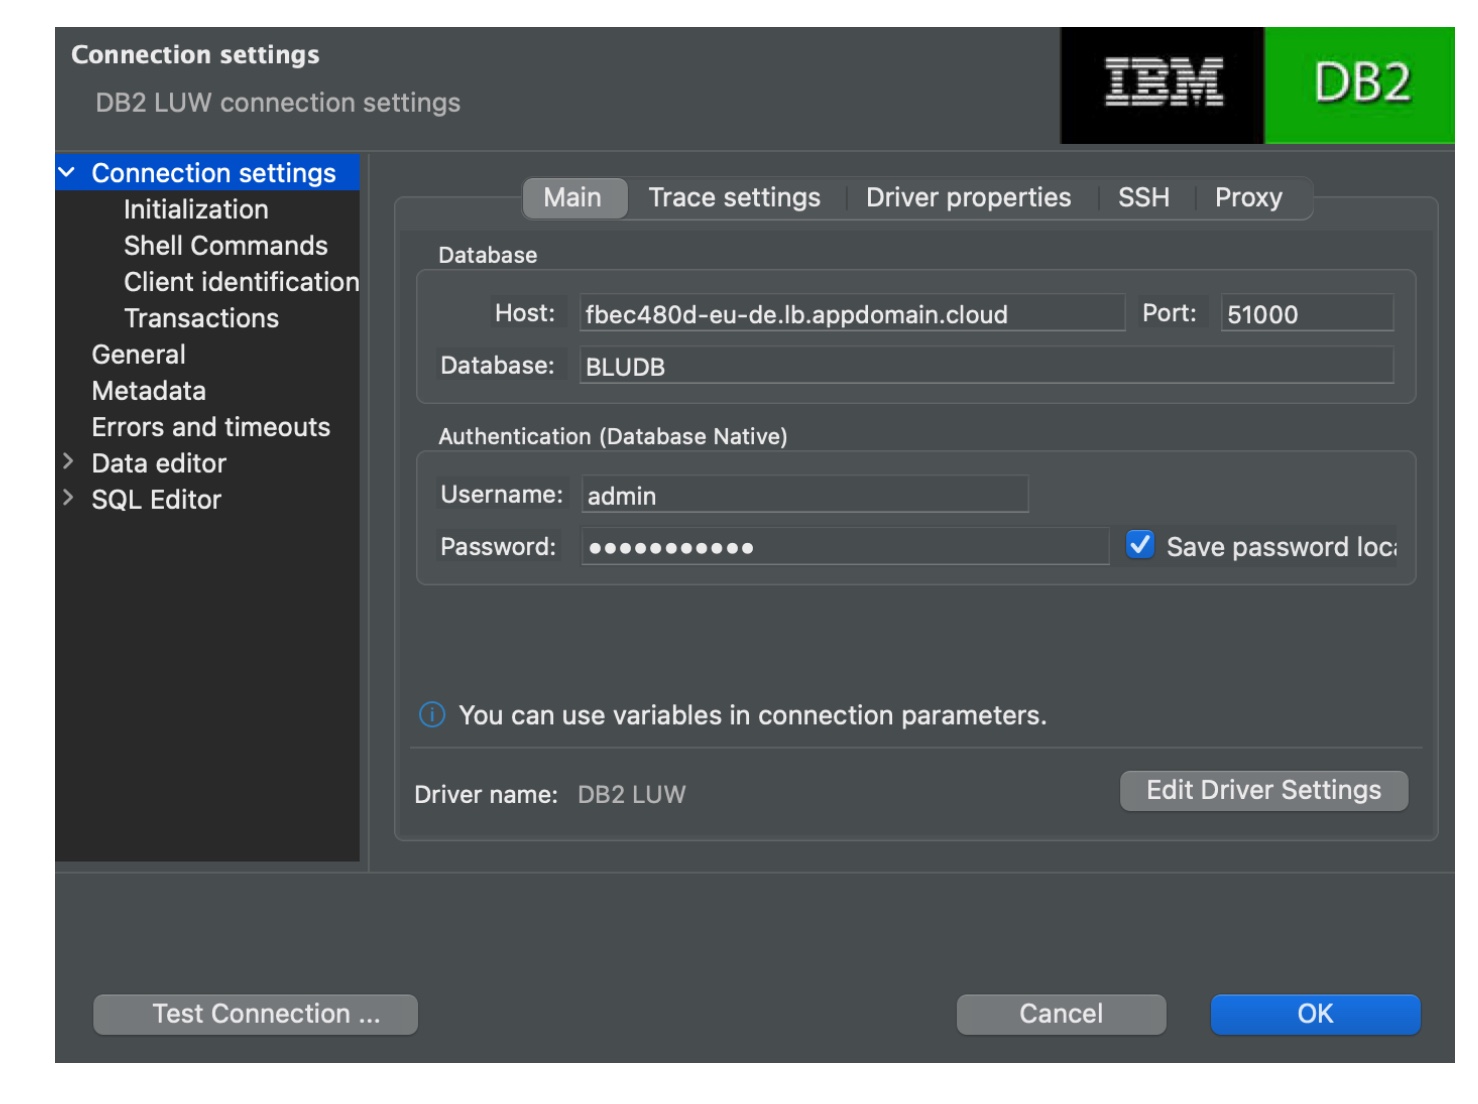 Connection settings
DB2 LUW connection settings
IBM
DB2
Connection settings
Initialization
Shell Commands
Client identification
Transactions
General
Metadata
Errors and timeouts
Data editor
SQL Editor
Main Trace settings Driver properties SSH Proxy
Database
Host: fbec480d-eu-de.lb.appdomain.cloud Port: 51000
Database: BLUDB
Authentication (Database Native)
Username: admin
Password: ●●●●●●●●●●● Save password loca
You can use variables in connection parameters.
Driver name: DB2 LUW Edit Driver Settings
Test Connection ... Cancel OK